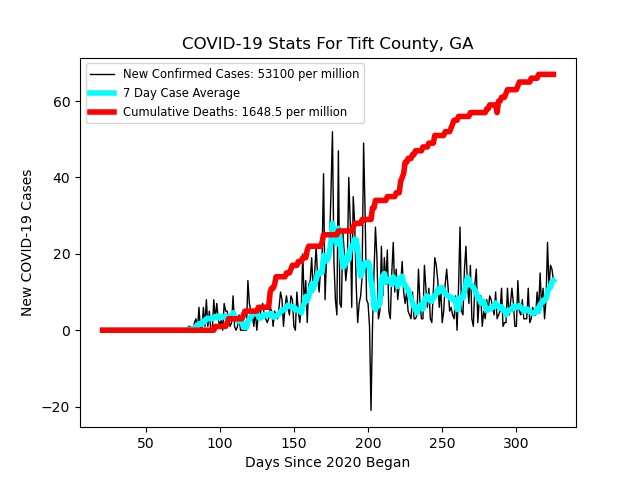 COVID-19 Stats For Tift County, GA
New Confirmed Cases: 53100 per million
7 Day Case Average
Cumulative Deaths: 1648.5 per million
New COVID-19 Cases
60
40
20
0
−20
50 100 150 200 250 300
Days Since 2020 Began